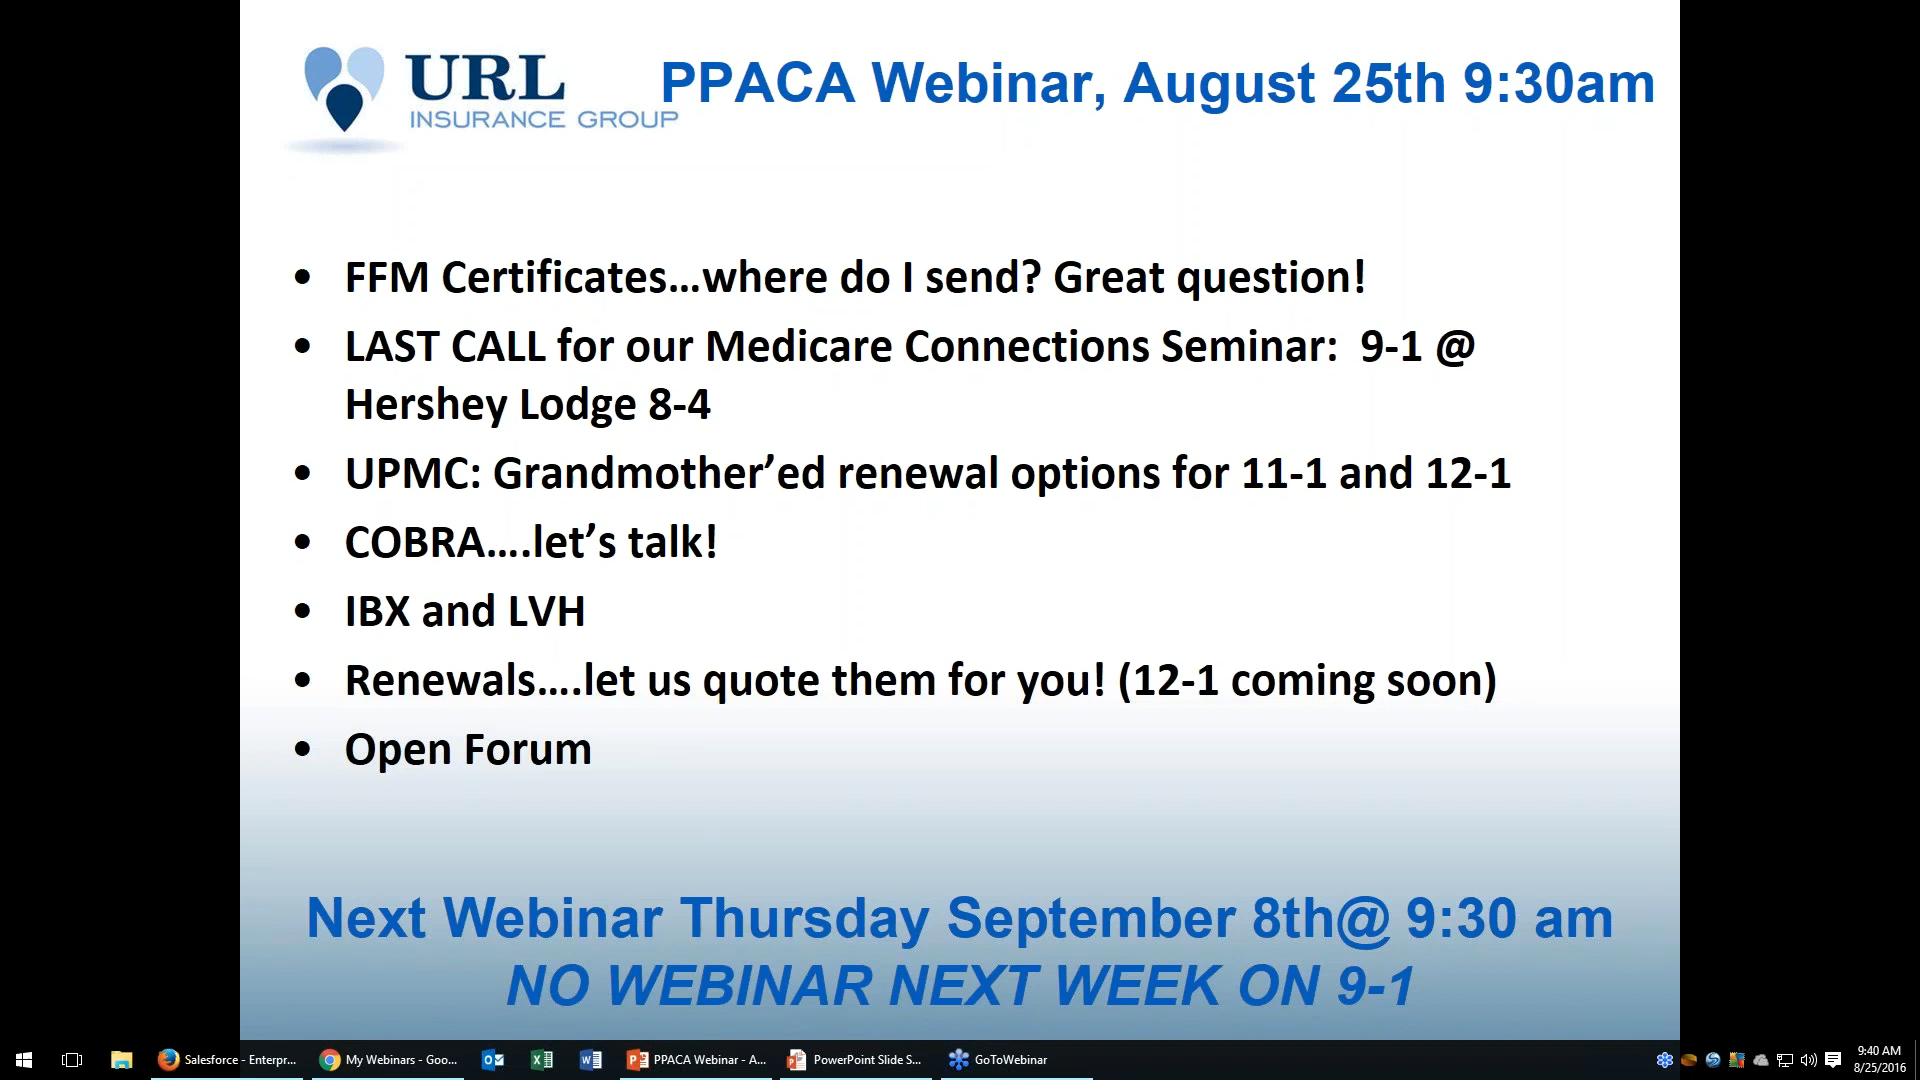 URL
INSURANCE GROUP
PPACA Webinar, August 25th 9:30am
• FFM Certificates…where do I send? Great question!
• LAST CALL for our Medicare Connections Seminar:  9-1 @
Hershey Lodge 8-4
• UPMC: Grandmother’ed renewal options for 11-1 and 12-1
• COBRA….let’s talk!
• IBX and LVH
• Renewals….let us quote them for you! (12-1 coming soon)
• Open Forum
Next Webinar Thursday September 8th@ 9:30 am
NO WEBINAR NEXT WEEK ON 9-1
Salesforce - Enterpr...
My Webinars - Goo...
PPACA Webinar - A...
PowerPoint Slide S...
GoToWebinar
9:40 AM
8/25/2016